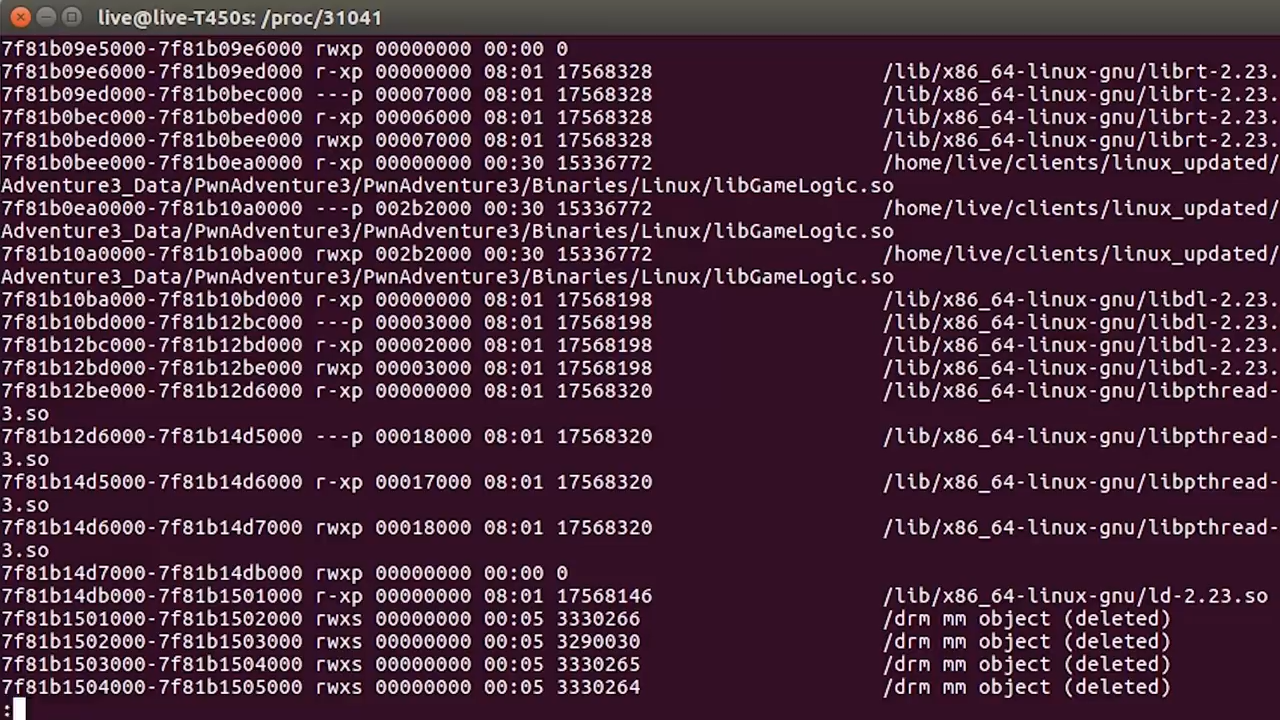 live@live-T450s: /proc/31041
7f81b09e5000-7f81b09e6000 rwxp 00000000 00:00 0
7f81b09e6000-7f81b09ed000 r-xp 00000000 08:01 17568328 /lib/x86_64-linux-gnu/librt-2.23.
7f81b09ed000-7f81b0bec000 ---p 00007000 08:01 17568328 /lib/x86_64-linux-gnu/librt-2.23.
7f81b0bec000-7f81b0bed000 r-xp 00006000 08:01 17568328 /lib/x86_64-linux-gnu/librt-2.23.
7f81b0bed000-7f81b0bee000 rwxp 00007000 08:01 17568328 /lib/x86_64-linux-gnu/librt-2.23.
7f81b0bee000-7f81b0ea0000 r-xp 00000000 00:30 15336772 /home/live/clients/linux_updated/
Adventure3_Data/PwnAdventure3/PwnAdventure3/Binaries/Linux/libGameLogic.so
7f81b0ea0000-7f81b10a0000 ---p 002b2000 00:30 15336772 /home/live/clients/linux_updated/
Adventure3_Data/PwnAdventure3/PwnAdventure3/Binaries/Linux/libGameLogic.so
7f81b10a0000-7f81b10ba000 rwxp 002b2000 00:30 15336772 /home/live/clients/linux_updated/
Adventure3_Data/PwnAdventure3/PwnAdventure3/Binaries/Linux/libGameLogic.so
7f81b10ba000-7f81b10bd000 r-xp 00000000 08:01 17568198 /lib/x86_64-linux-gnu/libdl-2.23.
7f81b10bd000-7f81b12bc000 ---p 00003000 08:01 17568198 /lib/x86_64-linux-gnu/libdl-2.23.
7f81b12bc000-7f81b12bd000 r-xp 00002000 08:01 17568198 /lib/x86_64-linux-gnu/libdl-2.23.
7f81b12bd000-7f81b12be000 rwxp 00003000 08:01 17568198 /lib/x86_64-linux-gnu/libdl-2.23.
7f81b12be000-7f81b12d6000 r-xp 00000000 08:01 17568320 /lib/x86_64-linux-gnu/libpthread-
3.so
7f81b12d6000-7f81b14d5000 ---p 00018000 08:01 17568320 /lib/x86_64-linux-gnu/libpthread-
3.so
7f81b14d5000-7f81b14d6000 r-xp 00017000 08:01 17568320 /lib/x86_64-linux-gnu/libpthread-
3.so
7f81b14d6000-7f81b14d7000 rwxp 00018000 08:01 17568320 /lib/x86_64-linux-gnu/libpthread-
3.so
7f81b14d7000-7f81b14db000 rwxp 00000000 00:00 0
7f81b14db000-7f81b1501000 r-xp 00000000 08:01 17568146 /lib/x86_64-linux-gnu/ld-2.23.so
7f81b1501000-7f81b1502000 rwxs 00000000 00:05 3330266 /drm mm object (deleted)
7f81b1502000-7f81b1503000 rwxs 00000000 00:05 3290030 /drm mm object (deleted)
7f81b1503000-7f81b1504000 rwxs 00000000 00:05 3330265 /drm mm object (deleted)
7f81b1504000-7f81b1505000 rwxs 00000000 00:05 3330264 /drm mm object (deleted)
: